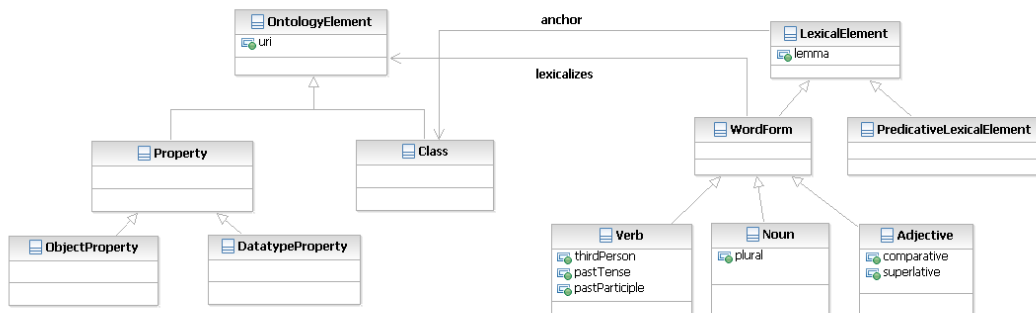 OntologyElement
uri
anchor
LexicalElement
lemma
lexicalizes
WordForm
PredicativeLexicalElement
Property
Class
ObjectProperty
DatatypeProperty
Verb
thirdPerson
pastTense
pastParticiple
Noun
plural
Adjective
comparative
superlative